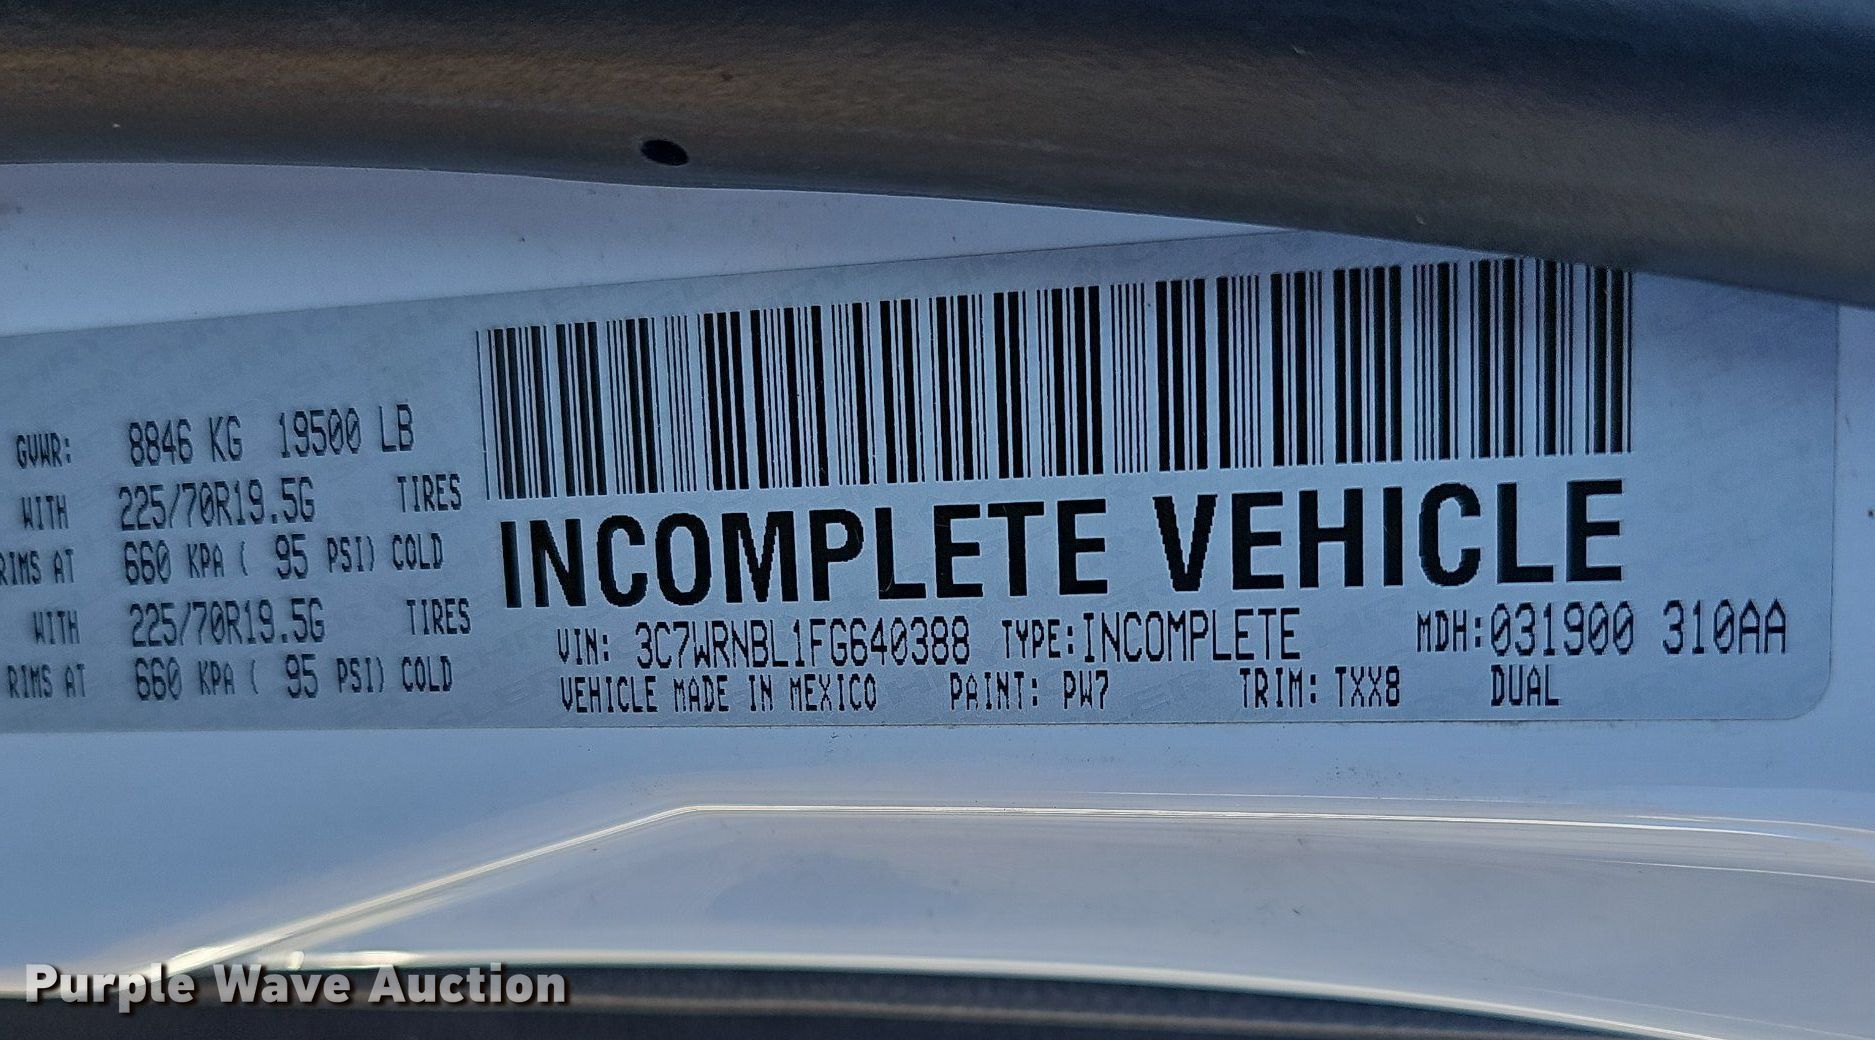 GVWR: 8846 KG 19500 LB
WITH 225/70R19.5G TIRES
RIMS AT 660 KPA ( 95 PSI) COLD
WITH 225/70R19.5G TIRES
RIMS AT 660 KPA ( 95 PSI) COLD
INCOMPLETE VEHICLE
VIN: 3C7WRNBL1FG640388 TYPE:INCOMPLETE MDH:031900 310AA
VEHICLE MADE IN MEXICO PAINT: PW7 TRIM: TXX8 DUAL
Purple Wave Auction